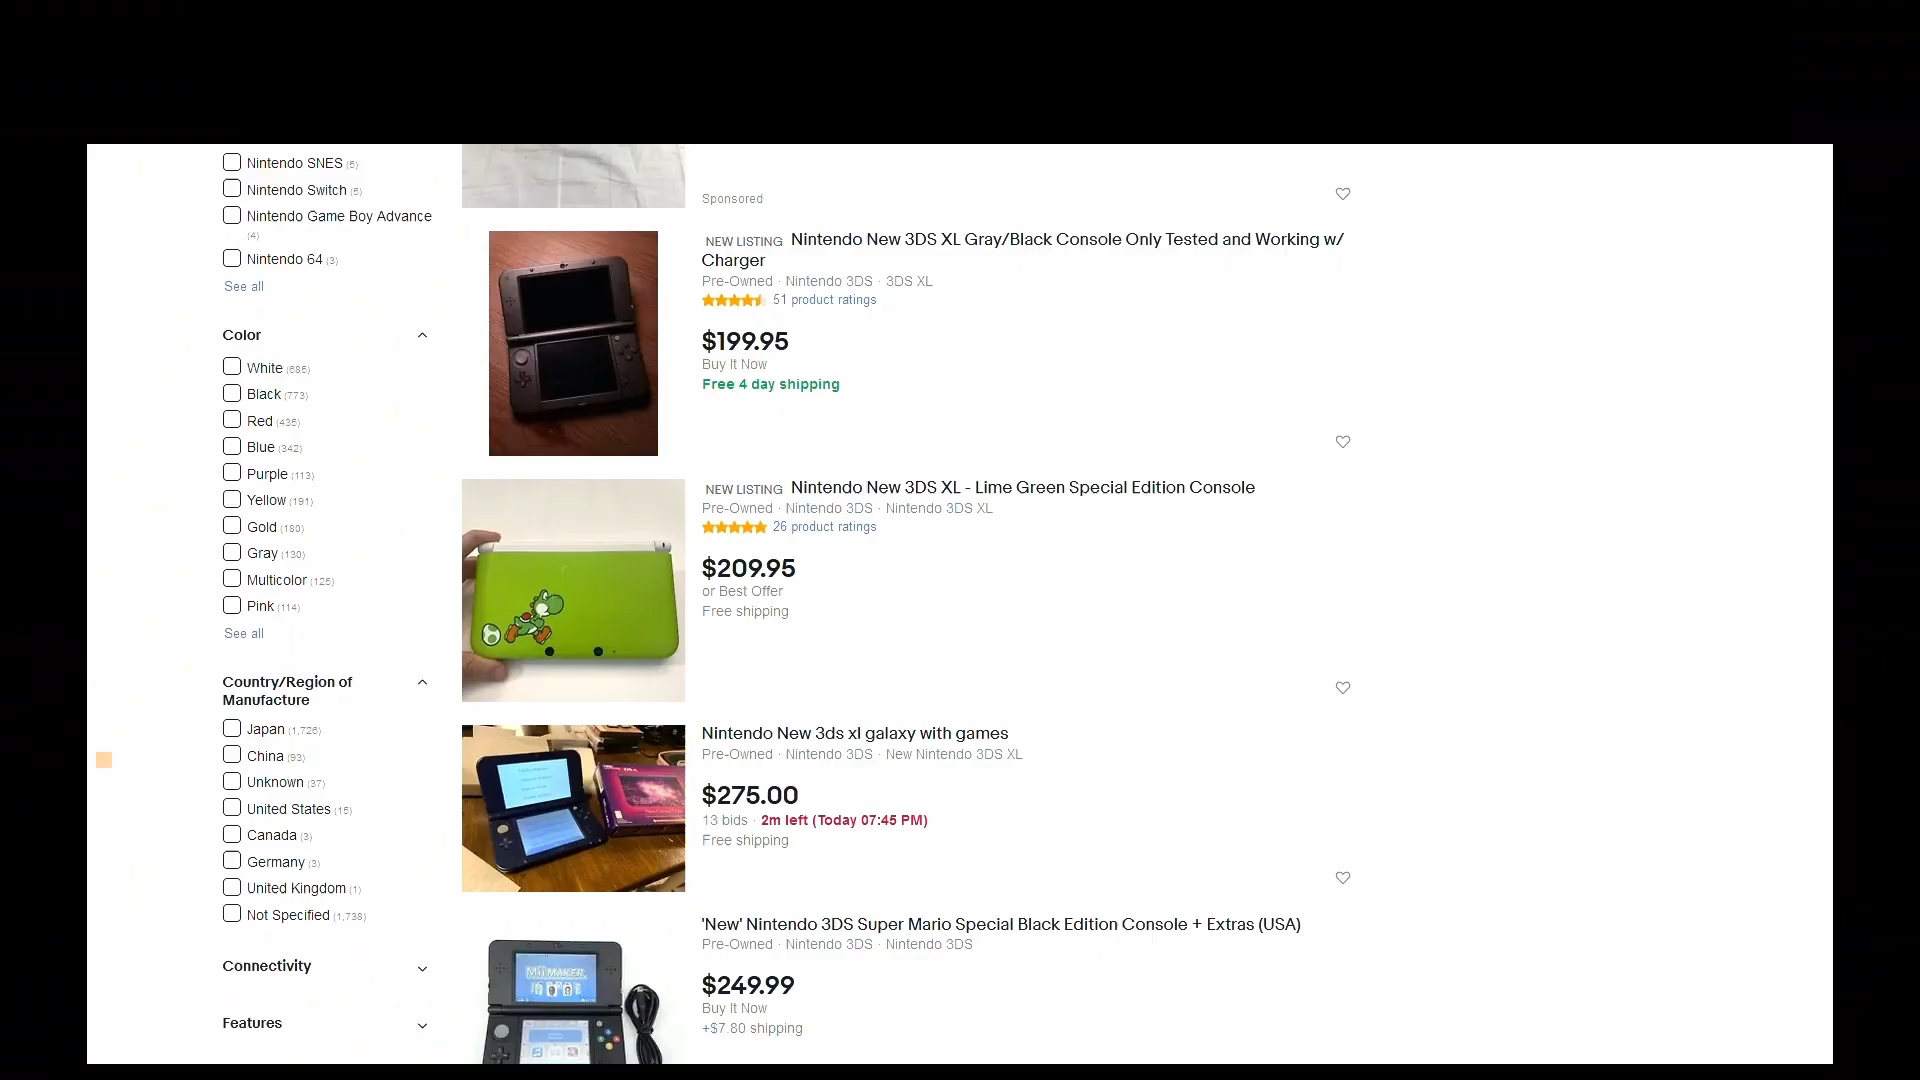 Nintendo SNES (5)
Nintendo Switch (5)
Nintendo Game Boy Advance
(4)
Nintendo 64 (3)
See all
Color
White (685)
Black (773)
Red (435)
Blue (342)
Purple (113)
Yellow (191)
Gold (180)
Gray (130)
Multicolor (125)
Pink (114)
See all
Country/Region of
Manufacture
Japan (1,726)
China (93)
Unknown (37)
United States (15)
Canada (3)
Germany (3)
United Kingdom (1)
Not Specified (1,738)
Connectivity
Features
Sponsored
NEW LISTING Nintendo New 3DS XL Gray/Black Console Only Tested and Working w/
Charger
Pre-Owned · Nintendo 3DS · 3DS XL
51 product ratings
$199.95
Buy It Now
Free 4 day shipping
NEW LISTING Nintendo New 3DS XL - Lime Green Special Edition Console
Pre-Owned · Nintendo 3DS · Nintendo 3DS XL
26 product ratings
$209.95
or Best Offer
Free shipping
Nintendo New 3ds xl galaxy with games
Pre-Owned · Nintendo 3DS · New Nintendo 3DS XL
$275.00
13 bids · 2m left (Today 07:45 PM)
Free shipping
'New' Nintendo 3DS Super Mario Special Black Edition Console + Extras (USA)
Pre-Owned · Nintendo 3DS · Nintendo 3DS
$249.99
Buy It Now
+$7.80 shipping
Mii MAKER